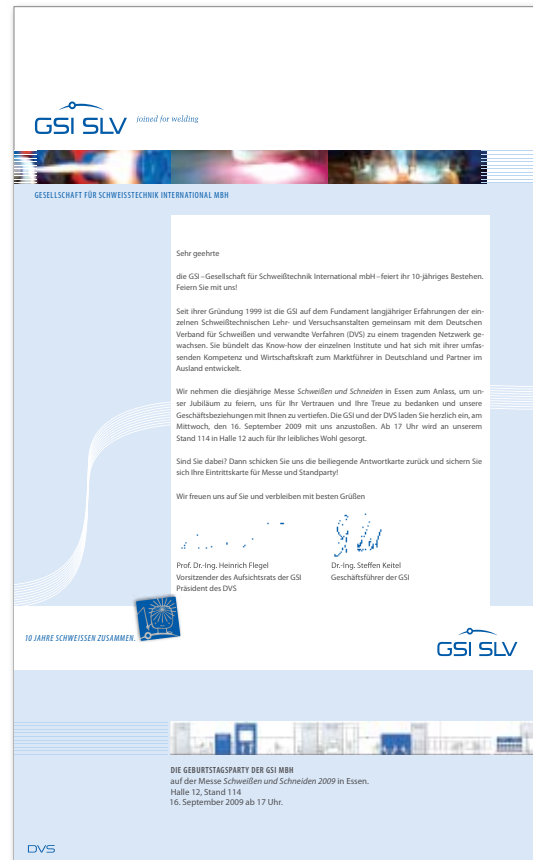 GSI SLV
joined for welding
GESELLSCHAFT FÜR SCHWEISSTECHNIK INTERNATIONAL MBH
Sehr geehrte
die GSI – Gesellschaft für Schweißtechnik International mbH – feiert ihr 10-jähriges Bestehen.
Feiern Sie mit uns!
Seit ihrer Gründung 1999 ist die GSI auf dem Fundament langjähriger Erfahrungen der ein-
zelnen Schweißtechnischen Lehr- und Versuchsanstalten gemeinsam mit dem Deutschen
Verband für Schweißen und verwandte Verfahren (DVS) zu einem tragenden Netzwerk ge-
wachsen. Sie bündelt das Know-how der einzelnen Institute und hat sich mit ihrer umfas-
senden Kompetenz und Wirtschaftskraft zum Marktführer in Deutschland und Partner im
Ausland entwickelt.
Wir nehmen die diesjährige Messe Schweißen und Schneiden in Essen zum Anlass, um un-
ser Jubiläum zu feiern, uns für Ihr Vertrauen und Ihre Treue zu bedanken und unsere
Geschäftsbeziehungen mit Ihnen zu vertiefen. Die GSI und der DVS laden Sie herzlich ein, am
Mittwoch, den 16. September 2009 mit uns anzustoßen. Ab 17 Uhr wird an unserem
Stand 114 in Halle 12 auch für Ihr leibliches Wohl gesorgt.
Sind Sie dabei? Dann schicken Sie uns die beiliegende Antwortkarte zurück und sichern Sie
sich Ihre Eintrittskarte für Messe und Standparty!
Wir freuen uns auf Sie und verbleiben mit besten Grüßen
Prof. Dr.-Ing. Heinrich Flegel
Vorsitzender des Aufsichtsrats der GSI
Präsident des DVS
Dr.-Ing. Steffen Keitel
Geschäftsführer der GSI
10 JAHRE SCHWEISSEN ZUSAMMEN.
GSI SLV
DIE GEBURTSTAGSPARTY DER GSI MBH
auf der Messe Schweißen und Schneiden 2009 in Essen.
Halle 12, Stand 114
16. September 2009 ab 17 Uhr.
DVS